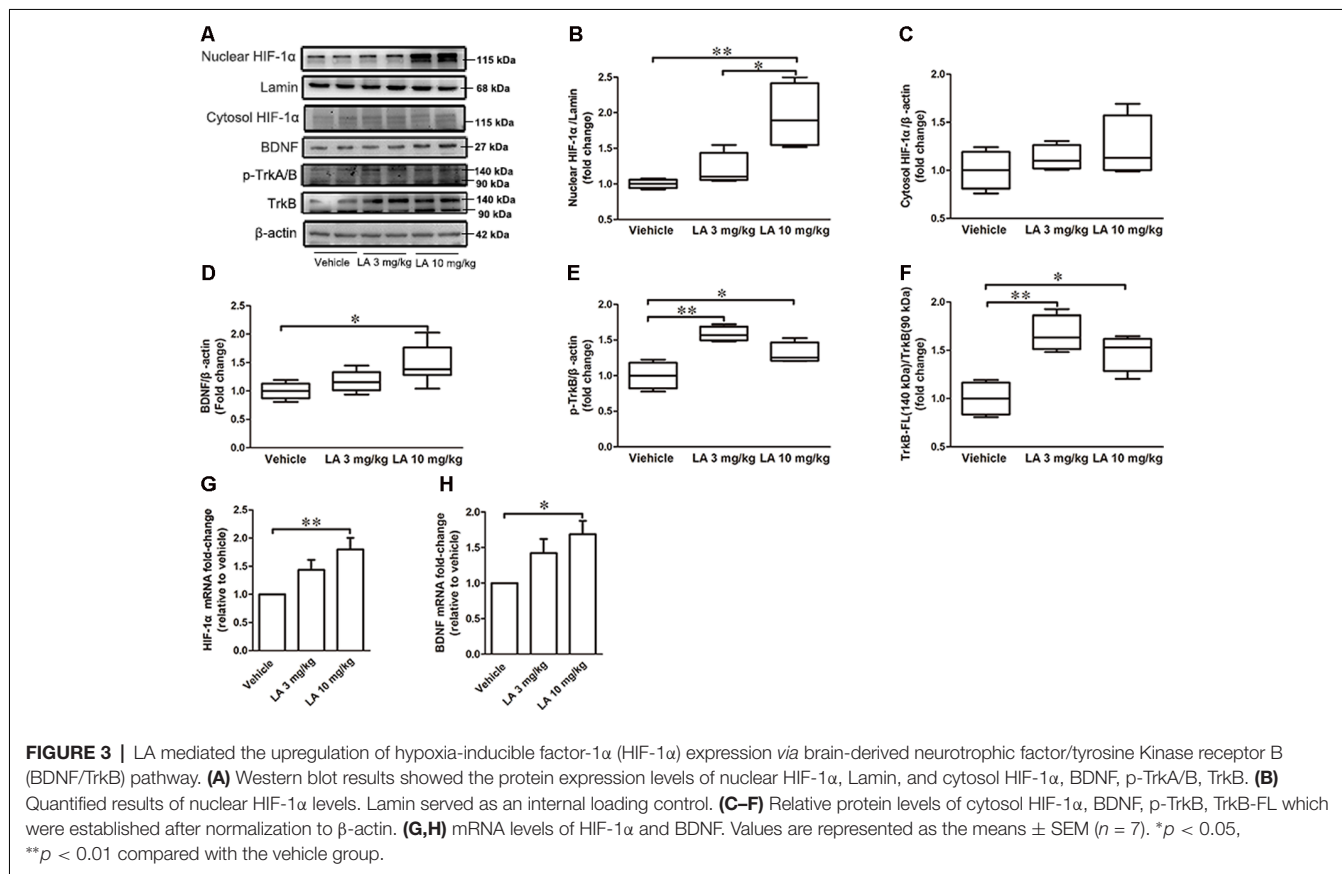 A
Nuclear HIF-1α
115 kDa
Lamin
68 kDa
Cytosol HIF-1α
115 kDa
BDNF
27 kDa
p-TrkA/B
140 kDa
90 kDa
TrkB
140 kDa
90 kDa
β-actin
42 kDa
Vehicle LA 3 mg/kg LA 10 mg/kg
B
Nuclear HIF-1α /Lamin
(fold change)
2.5
2.0
1.5
1.0
0.5
**
*
Viehicle LA 3 mg/kg LA 10 mg/kg
C
Cytosol HIF-1α /β -actin
(fold change)
2.0
1.5
1.0
0.5
Viehicle LA 3 mg/kg LA 10 mg/kg
D
BDNF/β -actin
(Fold change)
2.5
2.0
1.5
1.0
0.5
0.0
*
Vehicle LA 3 mg/kg LA 10 mg/kg
E
p-TrkB/β -actin
(fold change)
2.0
1.5
1.0
0.5
0.0
*
**
Viehicle LA 3 mg/kg LA 10 mg/kg
F
TrkB-FL(140 kDa)/TrkB(90 kDa)
(fold change)
2.0
1.5
1.0
0.5
*
**
Viehicle LA 3 mg/kg LA 10 mg/kg
G
HIF-1α mRNA fold-change
(relative to vehicle)
2.5
2.0
1.5
1.0
0.5
0.0
**
Vehicle
LA 3 mg/kg
LA 10 mg/kg
H
BDNF mRNA fold-change
(relative to vehicle)
2.0
1.5
1.0
0.5
0.0
*
Vehicle
LA 3 mg/kg
LA 10 mg/kg
FIGURE 3 | LA mediated the upregulation of hypoxia-inducible factor-1α (HIF-1α) expression via brain-derived neurotrophic factor/tyrosine Kinase receptor B
(BDNF/TrkB) pathway. (A) Western blot results showed the protein expression levels of nuclear HIF-1α, Lamin, and cytosol HIF-1α, BDNF, p-TrkA/B, TrkB. (B)
Quantified results of nuclear HIF-1α levels. Lamin served as an internal loading control. (C–F) Relative protein levels of cytosol HIF-1α, BDNF, p-TrkB, TrkB-FL which
were established after normalization to β-actin. (G,H) mRNA levels of HIF-1α and BDNF. Values are represented as the means ± SEM (n = 7). *p < 0.05,
**p < 0.01 compared with the vehicle group.